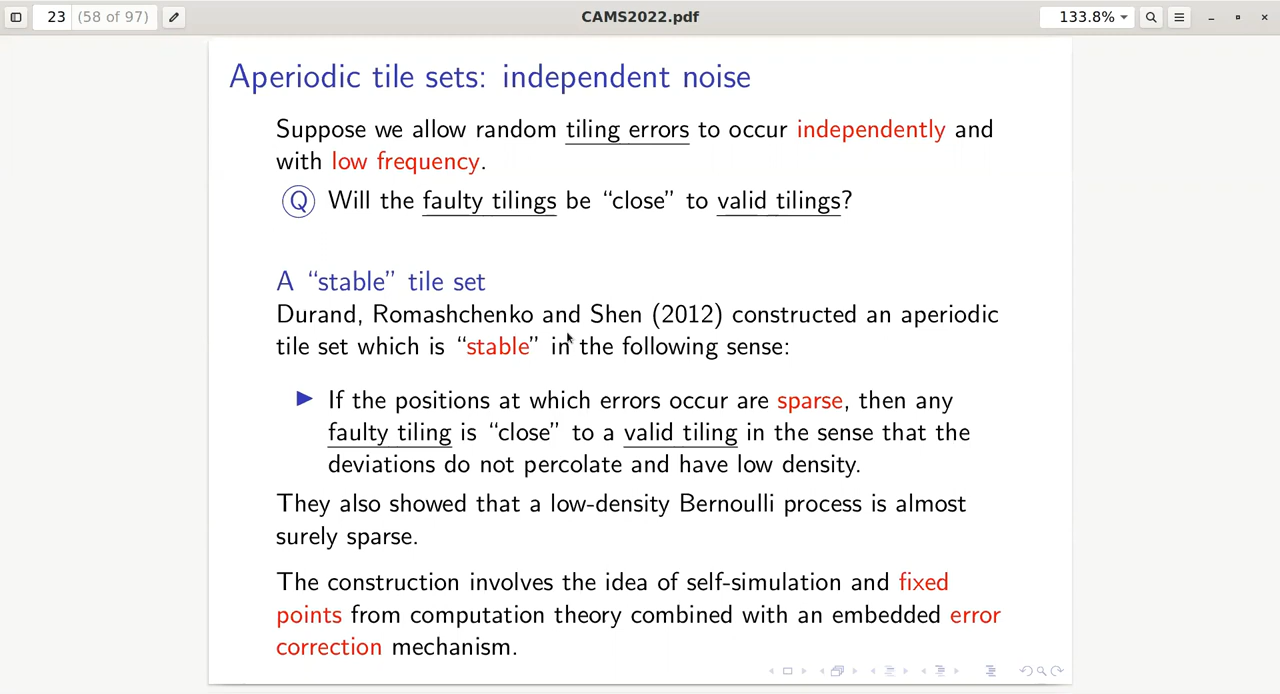 23 (58 of 97) CAMS2022.pdf 133.8%
Aperiodic tile sets: independent noise
Suppose we allow random tiling errors to occur independently and
with low frequency.
Q Will the faulty tilings be “close” to valid tilings?
A “stable” tile set
Durand, Romashchenko and Shen (2012) constructed an aperiodic
tile set which is “stable” in the following sense:
▶ If the positions at which errors occur are sparse, then any
faulty tiling is “close” to a valid tiling in the sense that the
deviations do not percolate and have low density.
They also showed that a low-density Bernoulli process is almost
surely sparse.
The construction involves the idea of self-simulation and fixed
points from computation theory combined with an embedded error
correction mechanism.